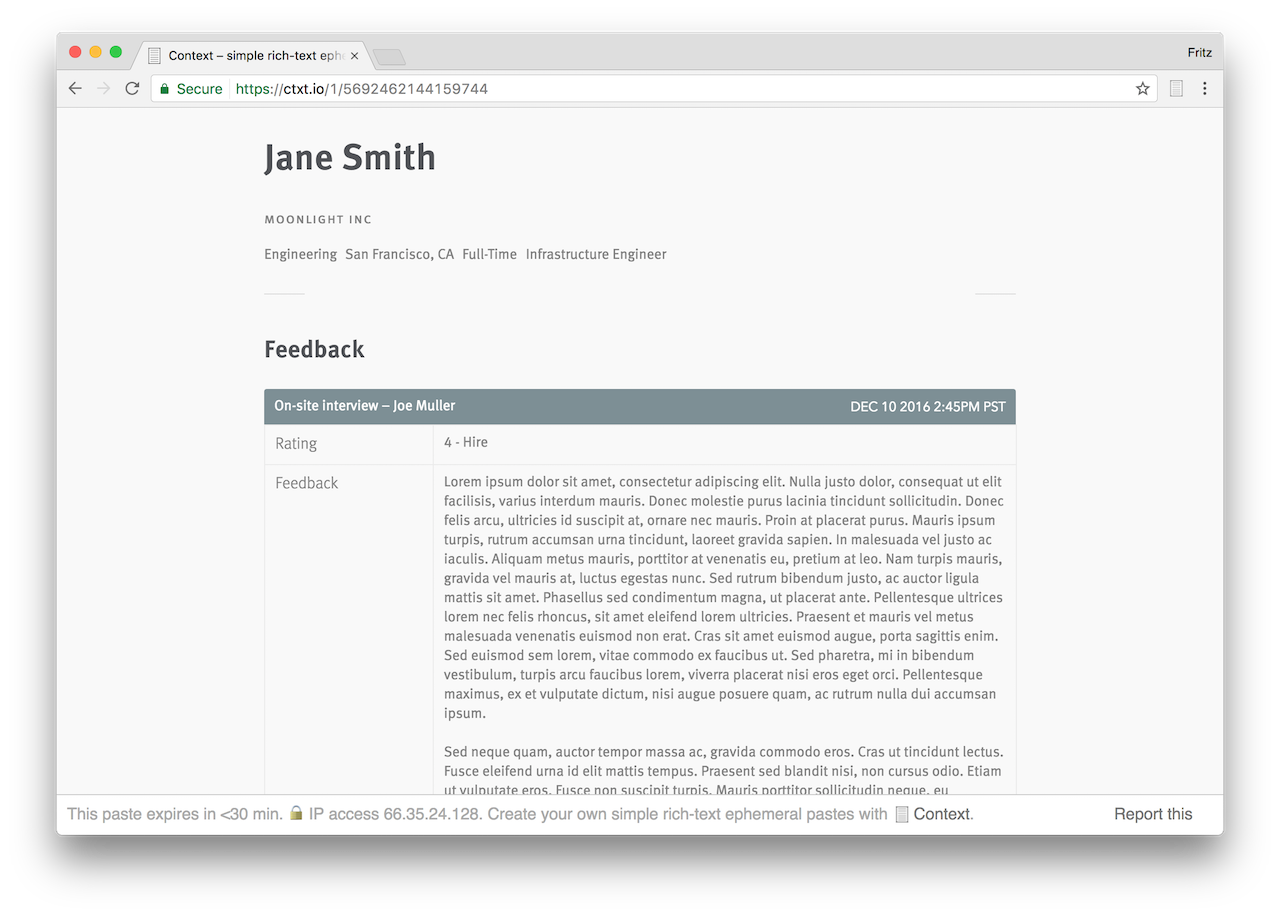 Context – simple rich-text eph
Fritz
Secure https://ctxt.io/1/5692462144159744
Jane Smith
MOONLIGHT INC
Engineering San Francisco, CA Full-Time Infrastructure Engineer
Feedback
On-site interview – Joe Muller DEC 10 2016 2:45PM PST
Rating 4 - Hire
Feedback Lorem ipsum dolor sit amet, consectetur adipiscing elit. Nulla justo dolor, consequat ut elit
facilisis, varius interdum mauris. Donec molestie purus lacinia tincidunt sollicitudin. Donec
felis arcu, ultricies id suscipit at, ornare nec mauris. Proin at placerat purus. Mauris ipsum
turpis, rutrum accumsan urna tincidunt, laoreet gravida sapien. In malesuada vel justo ac
iaculis. Aliquam metus mauris, porttitor at venenatis eu, pretium at leo. Nam turpis mauris,
gravida vel mauris at, luctus egestas nunc. Sed rutrum bibendum justo, ac auctor ligula
mattis sit amet. Phasellus sed condimentum magna, ut placerat ante. Pellentesque ultrices
lorem nec felis rhoncus, sit amet eleifend lorem ultricies. Praesent et mauris vel metus
malesuada venenatis euismod non erat. Cras sit amet euismod augue, porta sagittis enim.
Sed euismod sem lorem, vitae commodo ex faucibus ut. Sed pharetra, mi in bibendum
vestibulum, turpis arcu faucibus lorem, viverra placerat nisi eros eget orci. Pellentesque
maximus, ex et vulputate dictum, nisi augue posuere quam, ac rutrum nulla dui accumsan
ipsum.
Sed neque quam, auctor tempor massa ac, gravida commodo eros. Cras ut tincidunt lectus.
Fusce eleifend urna id elit mattis tempus. Praesent sed blandit nisi, non cursus odio. Etiam
ut vulputate eros. Fusce non suscipit turpis. Mauris porttitor sollicitudin neque, eu
This paste expires in <30 min. IP access 66.35.24.128. Create your own simple rich-text ephemeral pastes with Context. Report this